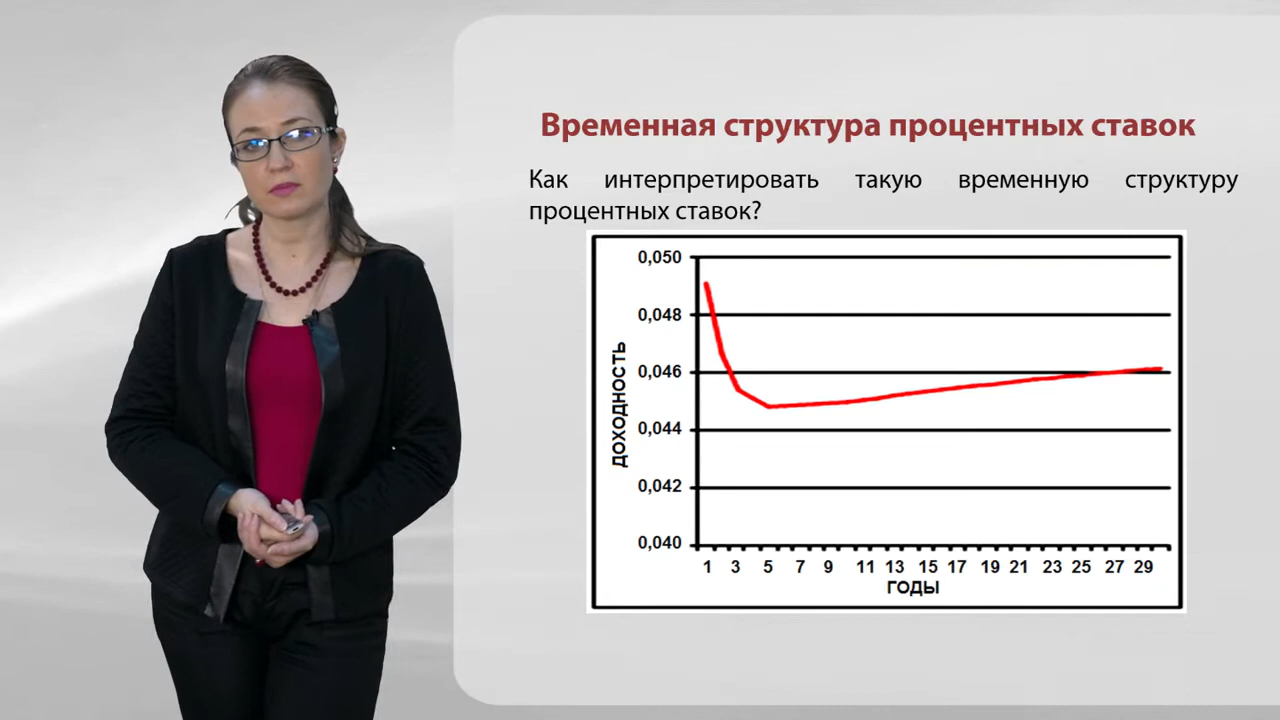 Временная структура процентных ставок
Как интерпретировать такую временную структуру
процентных ставок?
0,050
0,048
0,046
0,044
0,042
0,040
ДОХОДНОСТЬ
1 3 5 7 9 11 13 15 17 19 21 23 25 27 29
ГОДЫ